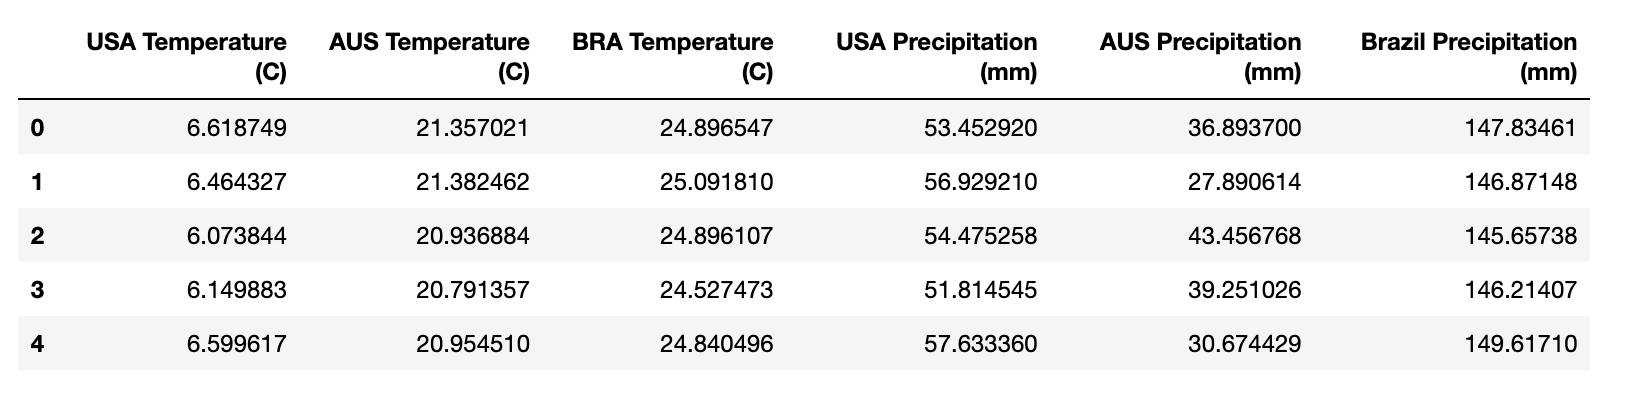 USA Temperature (C) AUS Temperature (C) BRA Temperature (C) USA Precipitation (mm) AUS Precipitation (mm) Brazil Precipitation (mm)
0 6.618749 21.357021 24.896547 53.452920 36.893700 147.83461
1 6.464327 21.382462 25.091810 56.929210 27.890614 146.87148
2 6.073844 20.936884 24.896107 54.475258 43.456768 145.65738
3 6.149883 20.791357 24.527473 51.814545 39.251026 146.21407
4 6.599617 20.954510 24.840496 57.633360 30.674429 149.61710